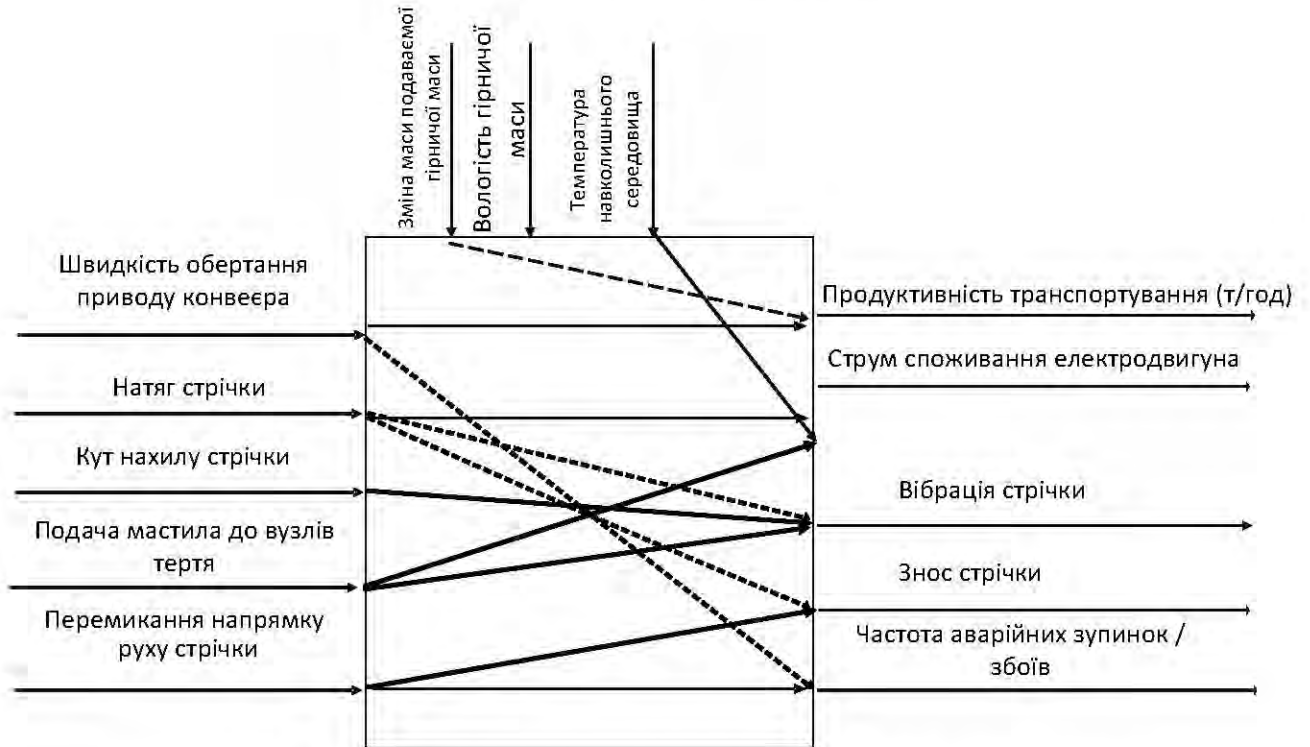 Зміна маси подаваємої
гірничої маси
Вологість гірничої
маси
Температура
навколишнього
середовища
Швидкість обертання
приводу конвеєра
Натяг стрічки
Кут нахилу стрічки
Подача мастила до вузлів
тертя
Перемикання напрямку
руху стрічки
Продуктивність транспортування (т/год)
Струм споживання електродвигуна
Вібрація стрічки
Знос стрічки
Частота аварійних зупинок /
збоїв